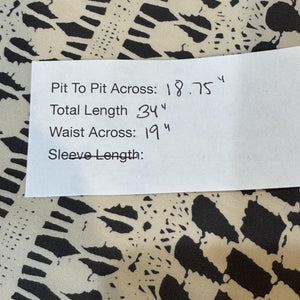 Pit To Pit Across: 18.75"
Total Length 34"
Waist Across: 19"
Sleeve Length: